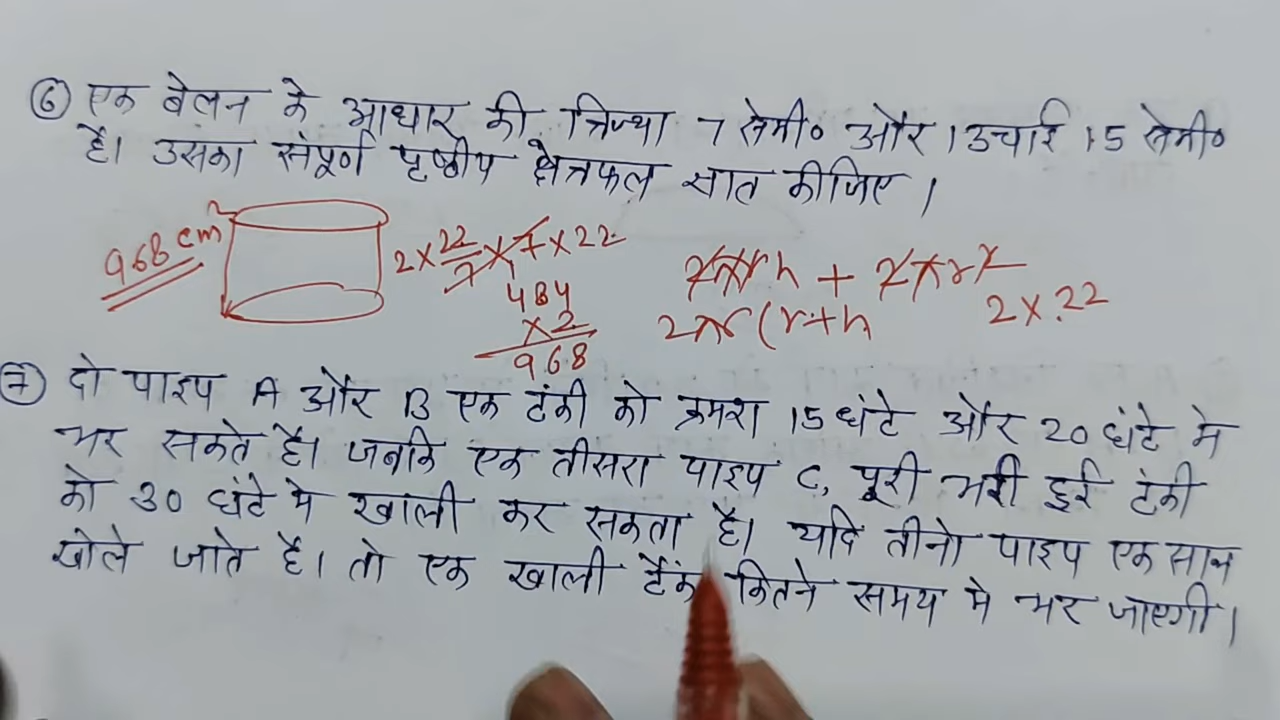 ⑥ एक बेलन के आधार की त्रिज्या 7 सेमी० और । उचाई 15 सेमी०
है। उसका संपूर्ण पृष्ठीय क्षेत्रफल ज्ञात कीजिए।
968 cm²
2 × 22/7 × 7 × 22
484
×2
968
2πrh + 2πr²
2πr (r+h
2 × 22
⑦ दो पाइप A और B एक टंकी को क्रमश 15 घंटे और 20 घंटे मे
भर सकते है। जबकि एक तीसरा पाइप C, पूरी भरी हुई टंकी
को 30 घंटे मे खाली कर सकता है। यदि तीनो पाइप एक साथ
खोले जाते है। तो एक खाली टैंक कितने समय मे भर जाएगी।